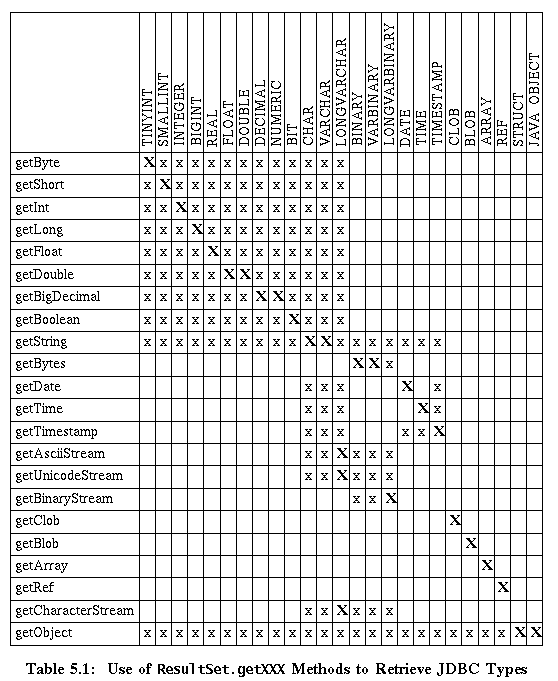 TINYINT
SMALLINT
INTEGER
BIGINT
REAL
FLOAT
DOUBLE
DECIMAL
NUMERIC
BIT
CHAR
VARCHAR
LONGVARCHAR
BINARY
VARBINARY
LONGVARBINARY
DATE
TIME
TIMESTAMP
CLOB
BLOB
ARRAY
REF
STRUCT
JAVA OBJECT
getByte X x x x x x x x x x x x x
getShort x X x x x x x x x x x x x
getInt x x X x x x x x x x x x x
getLong x x x X x x x x x x x x x
getFloat x x x x X x x x x x x x x
getDouble x x x x x X X x x x x x x
getBigDecimal x x x x x x x X X x x x x
getBoolean x x x x x x x x x X x x x
getString x x x x x x x x x x X X x x x x x x x
getBytes X X x
getDate x x x X x
getTime x x x X x
getTimestamp x x x x x X
getAsciiStream x x X x x x
getUnicodeStream x x X x x x
getBinaryStream x x X
getClob X
getBlob X
getArray X
getRef X
getCharacterStream x x X x x x
getObject x x x x x x x x x x x x x x x x x x x x x x x X X
Table 5.1: Use of ResultSet.getXXX Methods to Retrieve JDBC Types